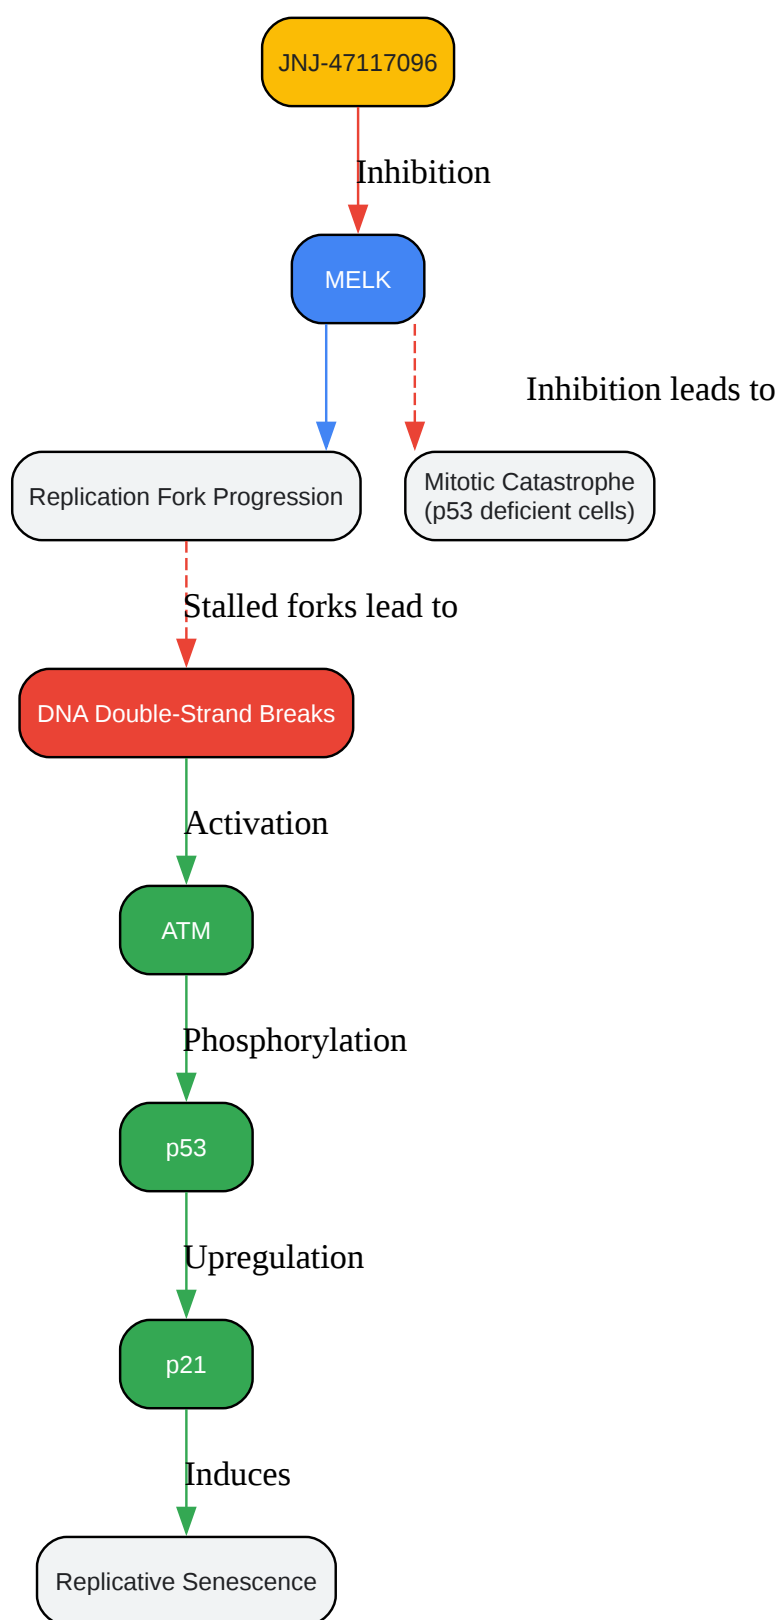 JNJ-47117096
Inhibition
MELK
Inhibition leads to
Replication Fork Progression
Mitotic Catastrophe
(p53 deficient cells)
Stalled forks lead to
DNA Double-Strand Breaks
Activation
ATM
Phosphorylation
p53
Upregulation
p21
Induces
Replicative Senescence